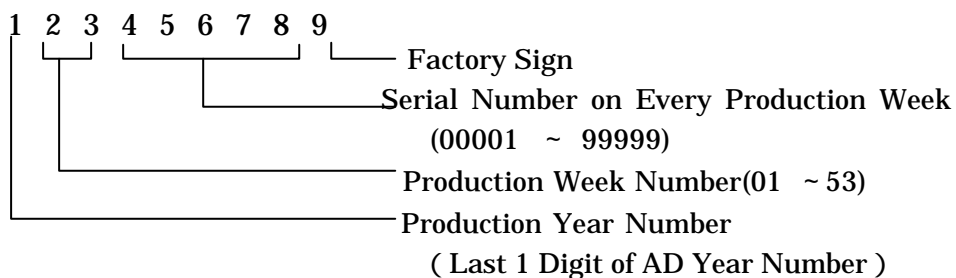 1 2 3 4 5 6 7 8 9
Factory Sign
Serial Number on Every Production Week
(00001 ~ 99999)
Production Week Number(01 ~ 53)
Production Year Number
( Last 1 Digit of AD Year Number )